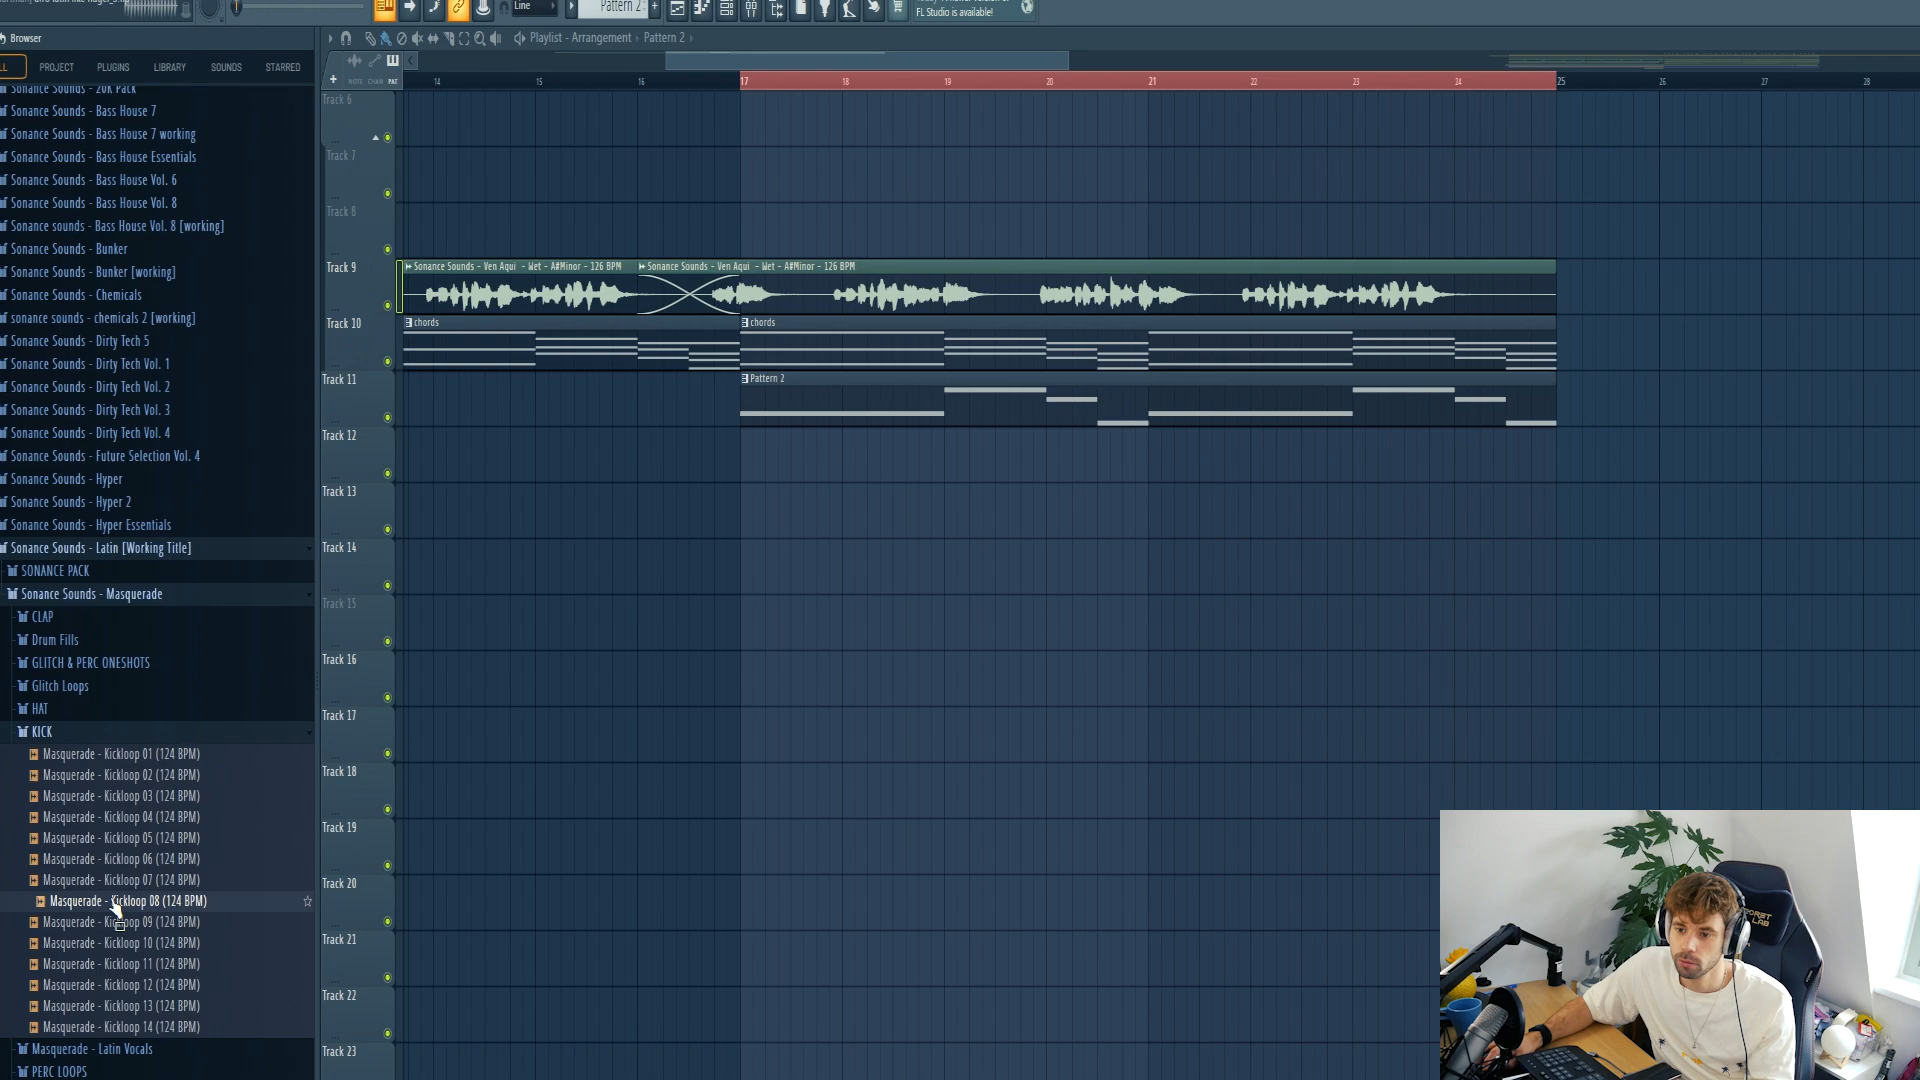 Line
Pattern 2
FL Studio is available!
Browser
Playlist - Arrangement › Pattern 2 ›
PROJECT PLUGINS LIBRARY SOUNDS STARRED
NOTE CHAN PAT
14 15 16 17 18 19 20 21 22 23 24 25 26 27 28
Sonance Sounds - 20K Pack
Sonance Sounds - Bass House 7
Sonance Sounds - Bass House 7 working
Sonance Sounds - Bass House Essentials
Sonance Sounds - Bass House Vol. 6
Sonance Sounds - Bass House Vol. 8
Sonance sounds - Bass House Vol. 8 [working]
Sonance Sounds - Bunker
Sonance Sounds - Bunker [working]
Sonance Sounds - Chemicals
sonance sounds - chemicals 2 [working]
Sonance Sounds - Dirty Tech 5
Sonance Sounds - Dirty Tech Vol. 1
Sonance Sounds - Dirty Tech Vol. 2
Sonance Sounds - Dirty Tech Vol. 3
Sonance Sounds - Dirty Tech Vol. 4
Sonance Sounds - Future Selection Vol. 4
Sonance Sounds - Hyper
Sonance Sounds - Hyper 2
Sonance Sounds - Hyper Essentials
Sonance Sounds - Latin [Working Title]
SONANCE PACK
Sonance Sounds - Masquerade
CLAP
Drum Fills
GLITCH & PERC ONESHOTS
Glitch Loops
HAT
KICK
Masquerade - Kickloop 01 (124 BPM)
Masquerade - Kickloop 02 (124 BPM)
Masquerade - Kickloop 03 (124 BPM)
Masquerade - Kickloop 04 (124 BPM)
Masquerade - Kickloop 05 (124 BPM)
Masquerade - Kickloop 06 (124 BPM)
Masquerade - Kickloop 07 (124 BPM)
Masquerade - Kickloop 08 (124 BPM)
Masquerade - Kickloop 09 (124 BPM)
Masquerade - Kickloop 10 (124 BPM)
Masquerade - Kickloop 11 (124 BPM)
Masquerade - Kickloop 12 (124 BPM)
Masquerade - Kickloop 13 (124 BPM)
Masquerade - Kickloop 14 (124 BPM)
Masquerade - Latin Vocals
PERC LOOPS
Track 6
Track 7
Track 8
Track 9
Sonance Sounds - Ven Aqui - Wet - A#Minor - 126 BPM
Sonance Sounds - Ven Aqui - Wet - A#Minor - 126 BPM
Track 10
chords
chords
Track 11
Pattern 2
Track 12
Track 13
Track 14
Track 15
Track 16
Track 17
Track 18
Track 19
Track 20
Track 21
Track 22
Track 23
SECRET
LAB